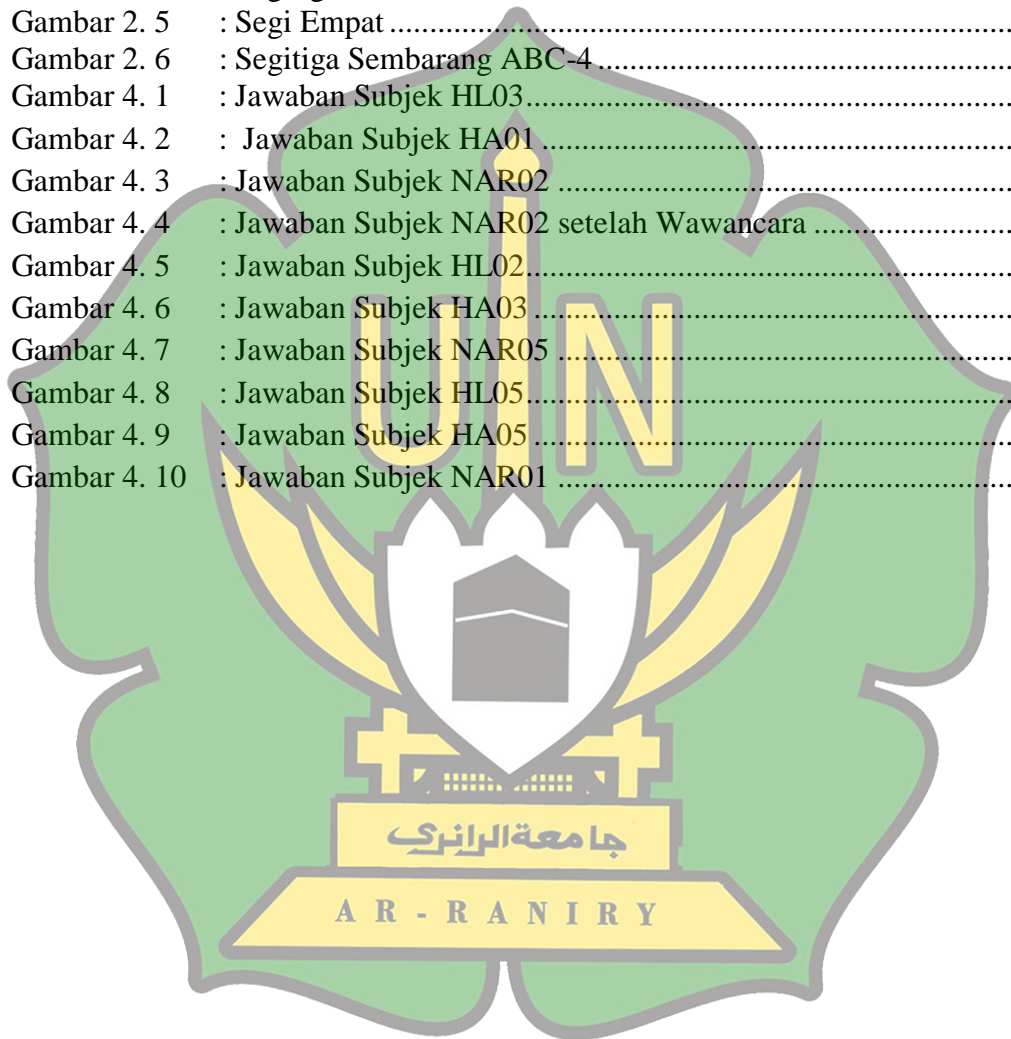 Gambar 2. 5 : Segi Empat ........................................................
Gambar 2. 6 : Segitiga Sembarang ABC-4 ........................................................
Gambar 4. 1 : Jawaban Subjek HL03........................................................
Gambar 4. 2 : Jawaban Subjek HA01 ........................................................
Gambar 4. 3 : Jawaban Subjek NAR02 ........................................................
Gambar 4. 4 : Jawaban Subjek NAR02 setelah Wawancara ............................
Gambar 4. 5 : Jawaban Subjek HL02........................................................
Gambar 4. 6 : Jawaban Subjek HA03 ........................................................
Gambar 4. 7 : Jawaban Subjek NAR05 ........................................................
Gambar 4. 8 : Jawaban Subjek HL05........................................................
Gambar 4. 9 : Jawaban Subjek HA05 ........................................................
Gambar 4. 10 : Jawaban Subjek NAR01 ........................................................
UIN
جامعة الرانري
AR-RANIRY